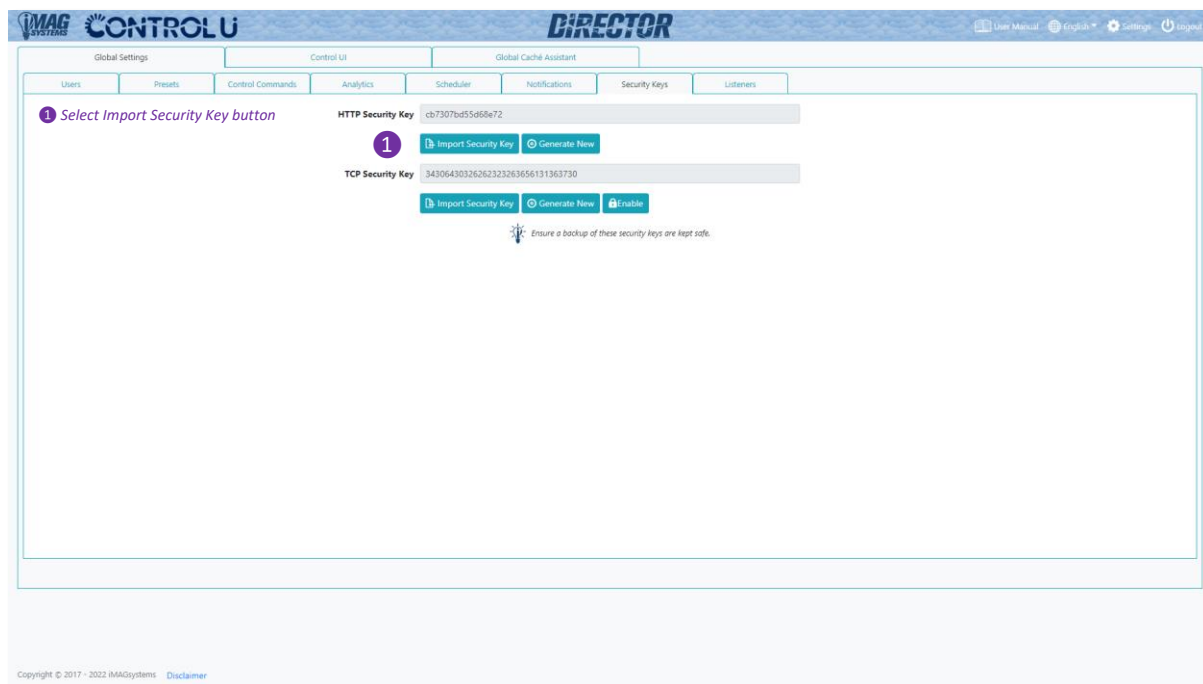 iMAG SYSTEMS CONTROLU DiRECTOR User Manual English Settings Logout
Global Settings Control UI Global Caché Assistant
Users Presets Control Commands Analytics Scheduler Notifications Security Keys Listeners
1 Select Import Security Key button
HTTP Security Key cb7307bd55d68e72
1 Import Security Key Generate New
TCP Security Key 34306430326262323263656131363730
Import Security Key Generate New Enable
Ensure a backup of these security keys are kept safe.
Copyright © 2017 - 2022 iMAGsystems Disclaimer